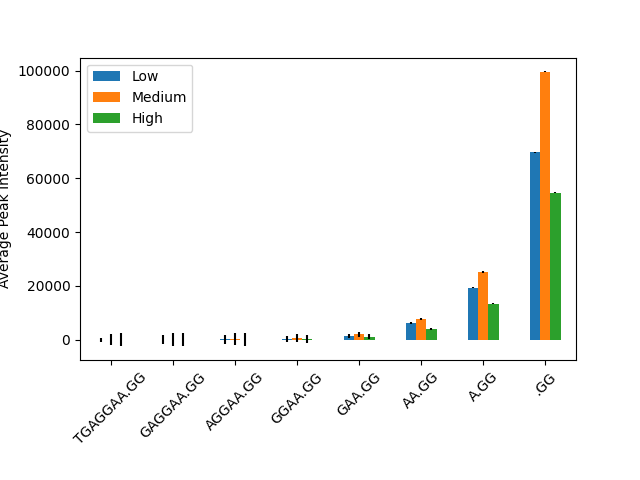 Average Peak Intensity
100000
80000
60000
40000
20000
0
Low
Medium
High
TGAGGAA.GG
GAGGAA.GG
AGGAA.GG
GGAA.GG
GAA.GG
AA.GG
A.GG
.GG